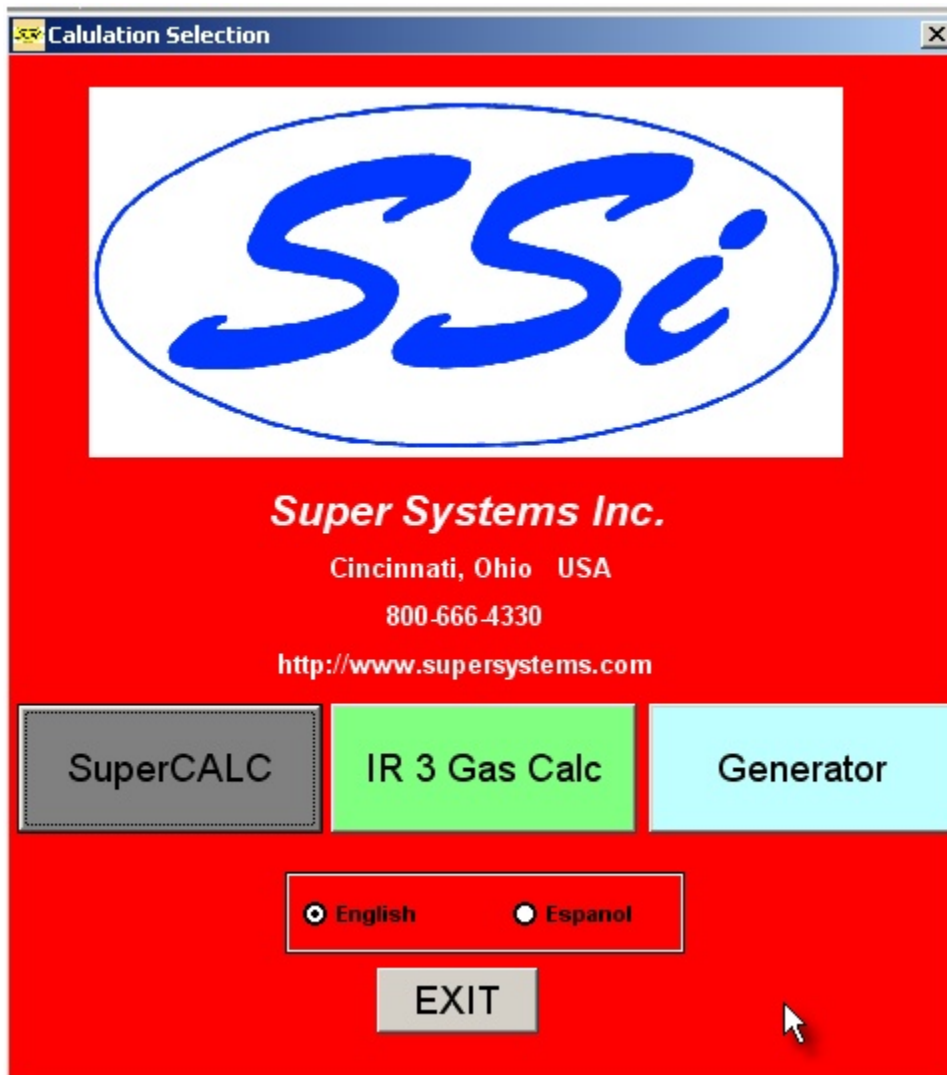 Calulation Selection
SSi
Super Systems Inc.
Cincinnati, Ohio USA
800-666-4330
http://www.supersystems.com
SuperCALC IR 3 Gas Calc Generator
English Espanol
EXIT